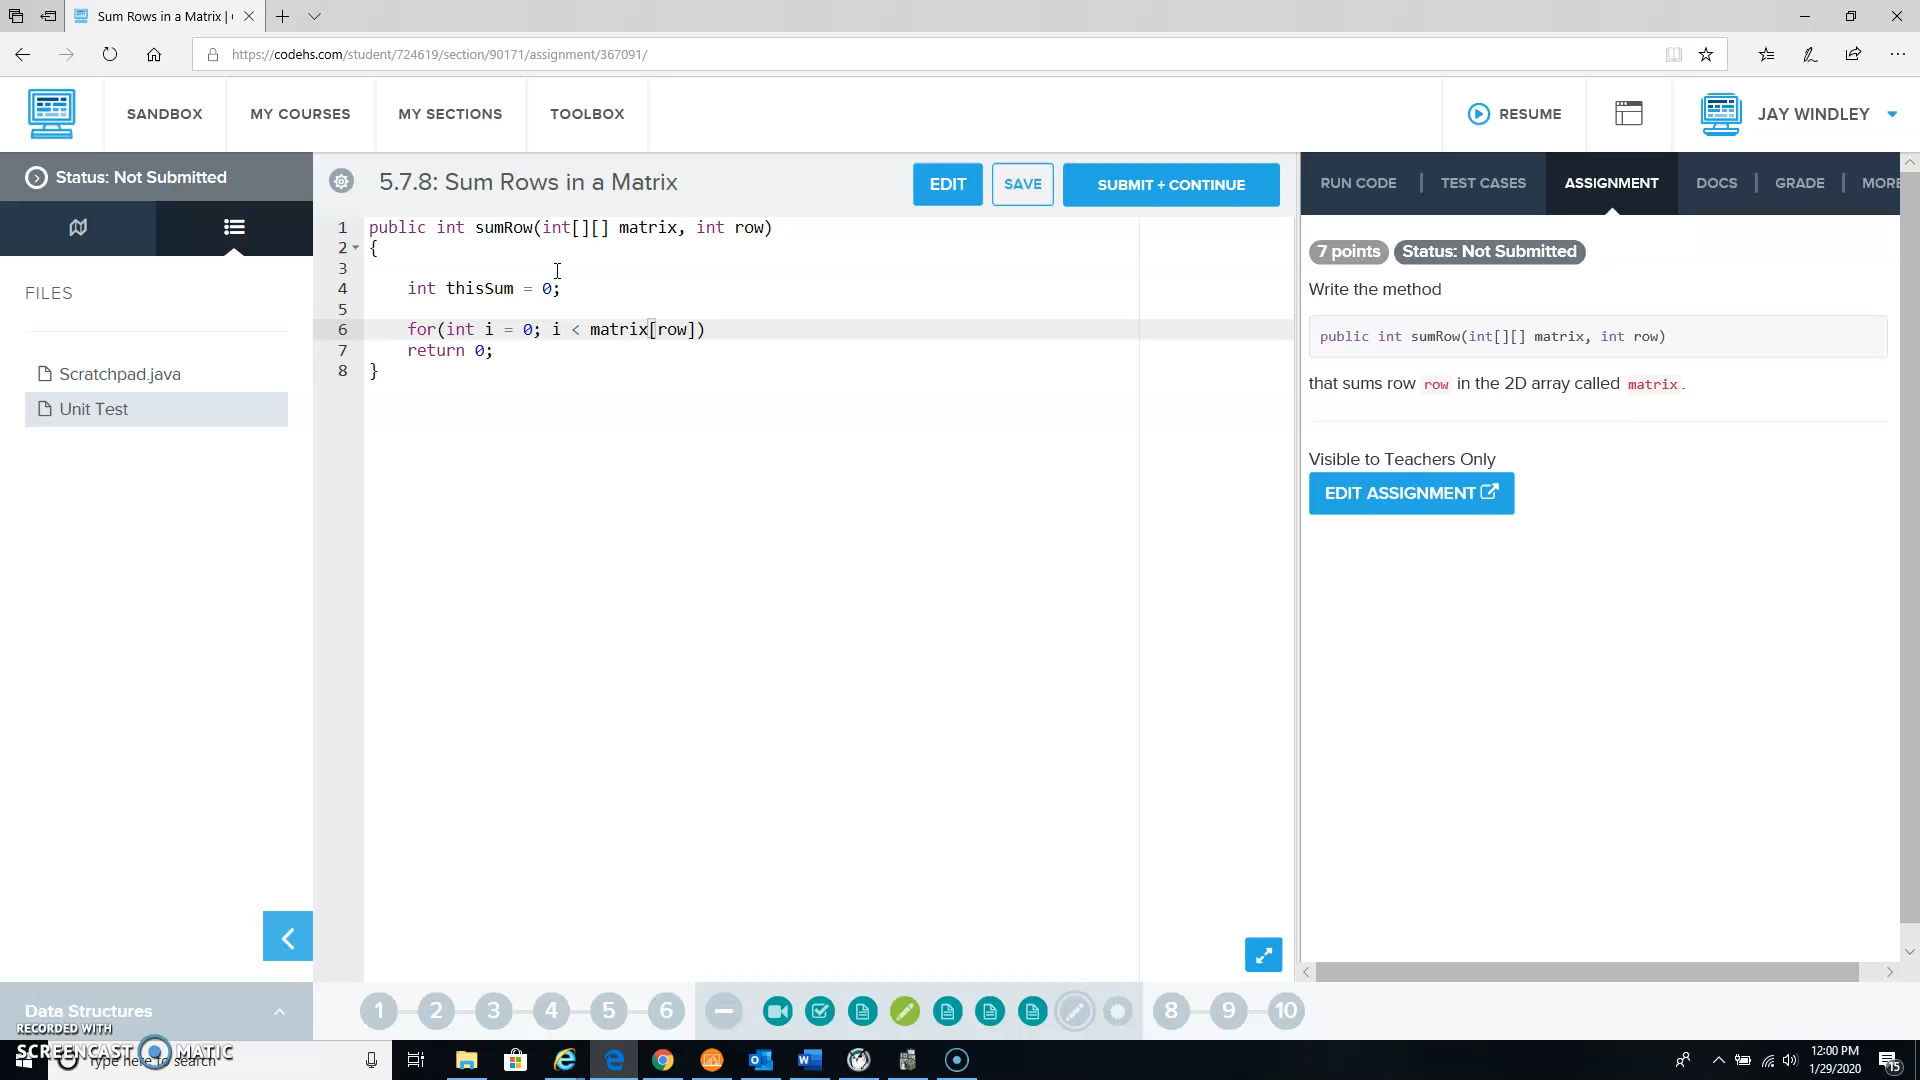 Sum Rows in a Matrix | (
https://codehs.com/student/724619/section/90171/assignment/367091/
SANDBOX
MY COURSES
MY SECTIONS
TOOLBOX
RESUME
JAY WINDLEY
Status: Not Submitted
FILES
Scratchpad.java
Unit Test
Data Structures
5.7.8: Sum Rows in a Matrix
EDIT
SAVE
SUBMIT + CONTINUE
1 public int sumRow(int[][] matrix, int row)
2 {
3
4 int thisSum = 0;
5
6 for(int i = 0; i < matrix[row])
7 return 0;
8 }
RUN CODE
TEST CASES
ASSIGNMENT
DOCS
GRADE
MORE
7 points Status: Not Submitted
Write the method
public int sumRow(int[][] matrix, int row)
that sums row row in the 2D array called matrix.
Visible to Teachers Only
EDIT ASSIGNMENT
1 2 3 4 5 6 8 9 10
RECORDED WITH
SCREENCAST MATIC
Type here to search
12:00 PM
1/29/2020
15